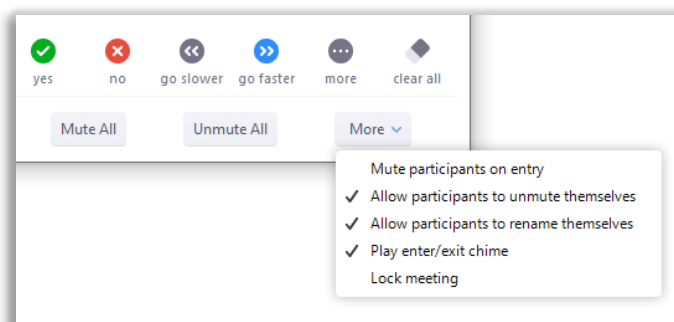 yes no go slower go faster more clear all
Mute All Unmute All More
Mute participants on entry
Allow participants to unmute themselves
Allow participants to rename themselves
Play enter/exit chime
Lock meeting